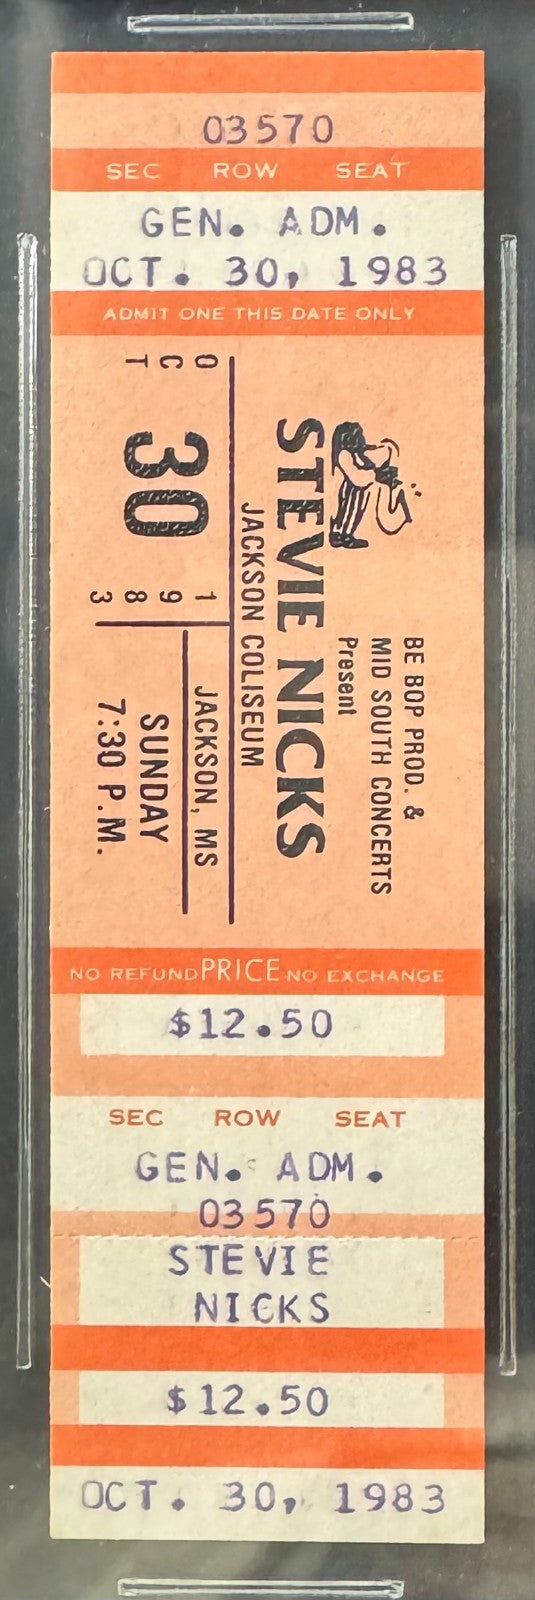 03570
SEC ROW SEAT
GEN. ADM.
OCT. 30, 1983
ADMIT ONE THIS DATE ONLY
BE BOP PROD. &
MID SOUTH CONCERTS
Present
STEVIE NICKS
JACKSON COLISEUM
OCT
30
1983
JACKSON, MS
SUNDAY
7:30 P.M.
NO REFUND PRICE NO EXCHANGE
$12.50
SEC ROW SEAT
GEN. ADM.
03570
STEVIE
NICKS
$12.50
OCT. 30, 1983